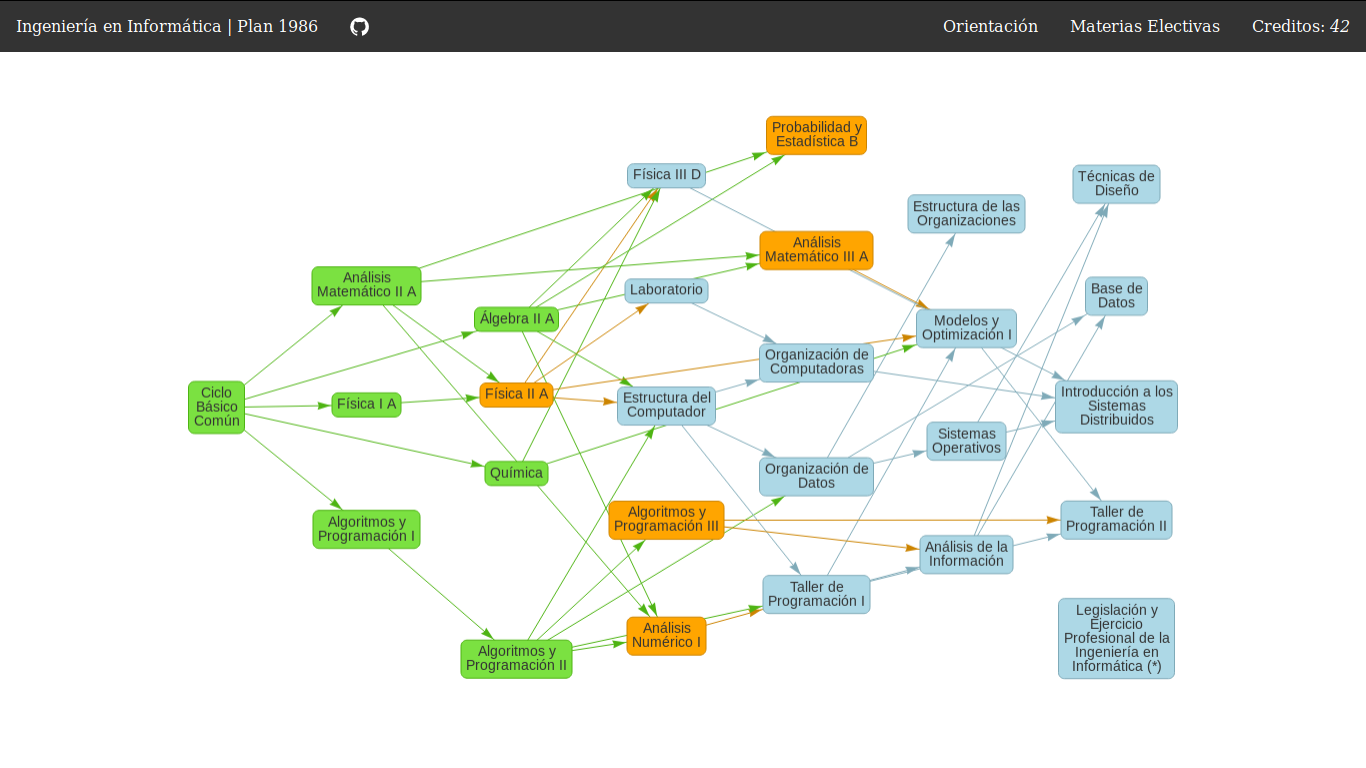 Ingeniería en Informática | Plan 1986
Orientación
Materias Electivas
Creditos: 42
Probabilidad y
Estadística B
Física III D
Técnicas de
Diseño
Estructura de las
Organizaciones
Análisis
Matemático III A
Análisis
Matemático II A
Laboratorio
Base de
Datos
Álgebra II A
Modelos y
Optimización I
Organización de
Computadoras
Ciclo
Básico
Común
Física I A
Física II A
Estructura del
Computador
Introducción a los
Sistemas
Distribuidos
Sistemas
Operativos
Química
Organización de
Datos
Algoritmos y
Programación I
Algoritmos y
Programación III
Taller de
Programación II
Análisis de la
Información
Taller de
Programación I
Algoritmos y
Programación II
Análisis
Numérico I
Legislación y
Ejercicio
Profesional de la
Ingeniería en
Informática (*)